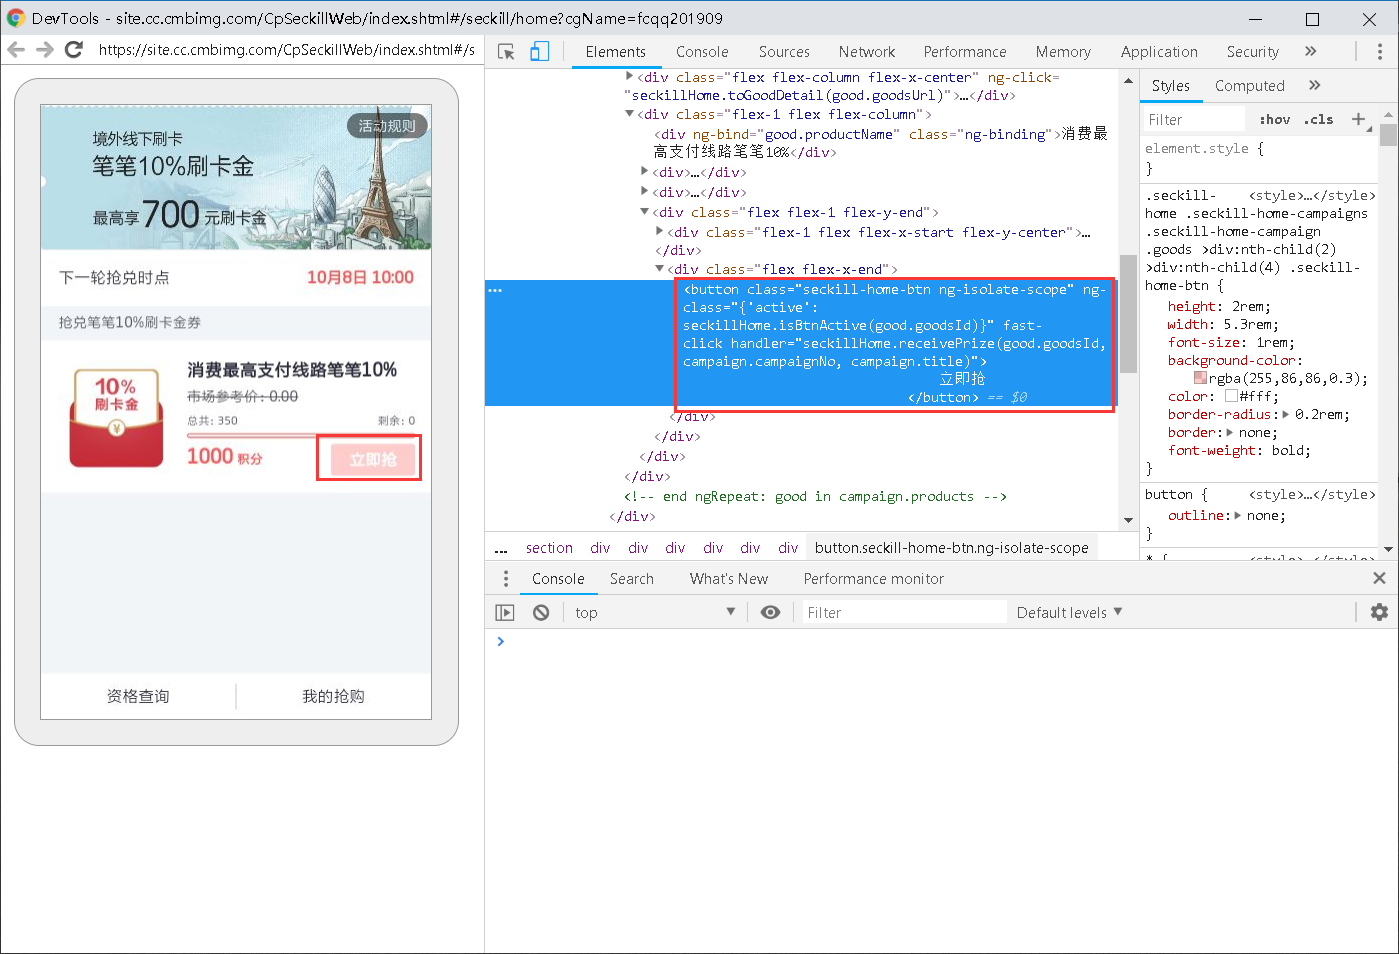 DevTools - site.cc.cmbimg.com/CpSeckillWeb/index.shtml#/seckill/home?cgName=fcqq201909
https://site.cc.cmbimg.com/CpSeckillWeb/index.shtml#/s
活动规则
境外线下刷卡
笔笔10%刷卡金
最高享700元刷卡金
下一轮抢兑时点 10月8日 10:00
抢兑笔笔10%刷卡金券
10%
刷卡金
¥
消费最高支付线路笔笔10%
市场参考价: 0.00
总共: 350 剩余: 0
1000 积分 立即抢
资格查询 我的抢购
Elements Console Sources Network Performance Memory Application Security »
<div class="flex flex-column flex-x-center" ng-click=
"seckillHome.toGoodDetail(good.goodsUrl)">…</div>
<div class="flex-1 flex flex-column">
<div ng-bind="good.productName" class="ng-binding">消费最
高支付线路笔笔10%</div>
<div>…</div>
<div>…</div>
<div class="flex flex-1 flex-y-end">
<div class="flex-1 flex flex-x-start flex-y-center">…
</div>
<div class="flex flex-x-end">
<button class="seckill-home-btn ng-isolate-scope" ng-
class="{'active':
seckillHome.isBtnActive(good.goodsId)}" fast-
click handler="seckillHome.receivePrize(good.goodsId,
campaign.campaignNo, campaign.title)">
立即抢
</button> == $0
</div>
</div>
</div>
</div>
<!-- end ngRepeat: good in campaign.products -->
</div>
... section div div div div div div button.seckill-home-btn.ng-isolate-scope
Styles Computed »
Filter :hov .cls +
element.style {
}
.seckill- <style>…</style>
home .seckill-home-campaigns
.seckill-home-campaign
.goods >div:nth-child(2)
>div:nth-child(4) .seckill-
home-btn {
height: 2rem;
width: 5.3rem;
font-size: 1rem;
background-color:
rgba(255,86,86,0.3);
color: #fff;
border-radius: 0.2rem;
border: none;
font-weight: bold;
}
button { <style>…</style>
outline: none;
}
* { <style>…</style>
Console Search What's New Performance monitor
top Filter Default levels